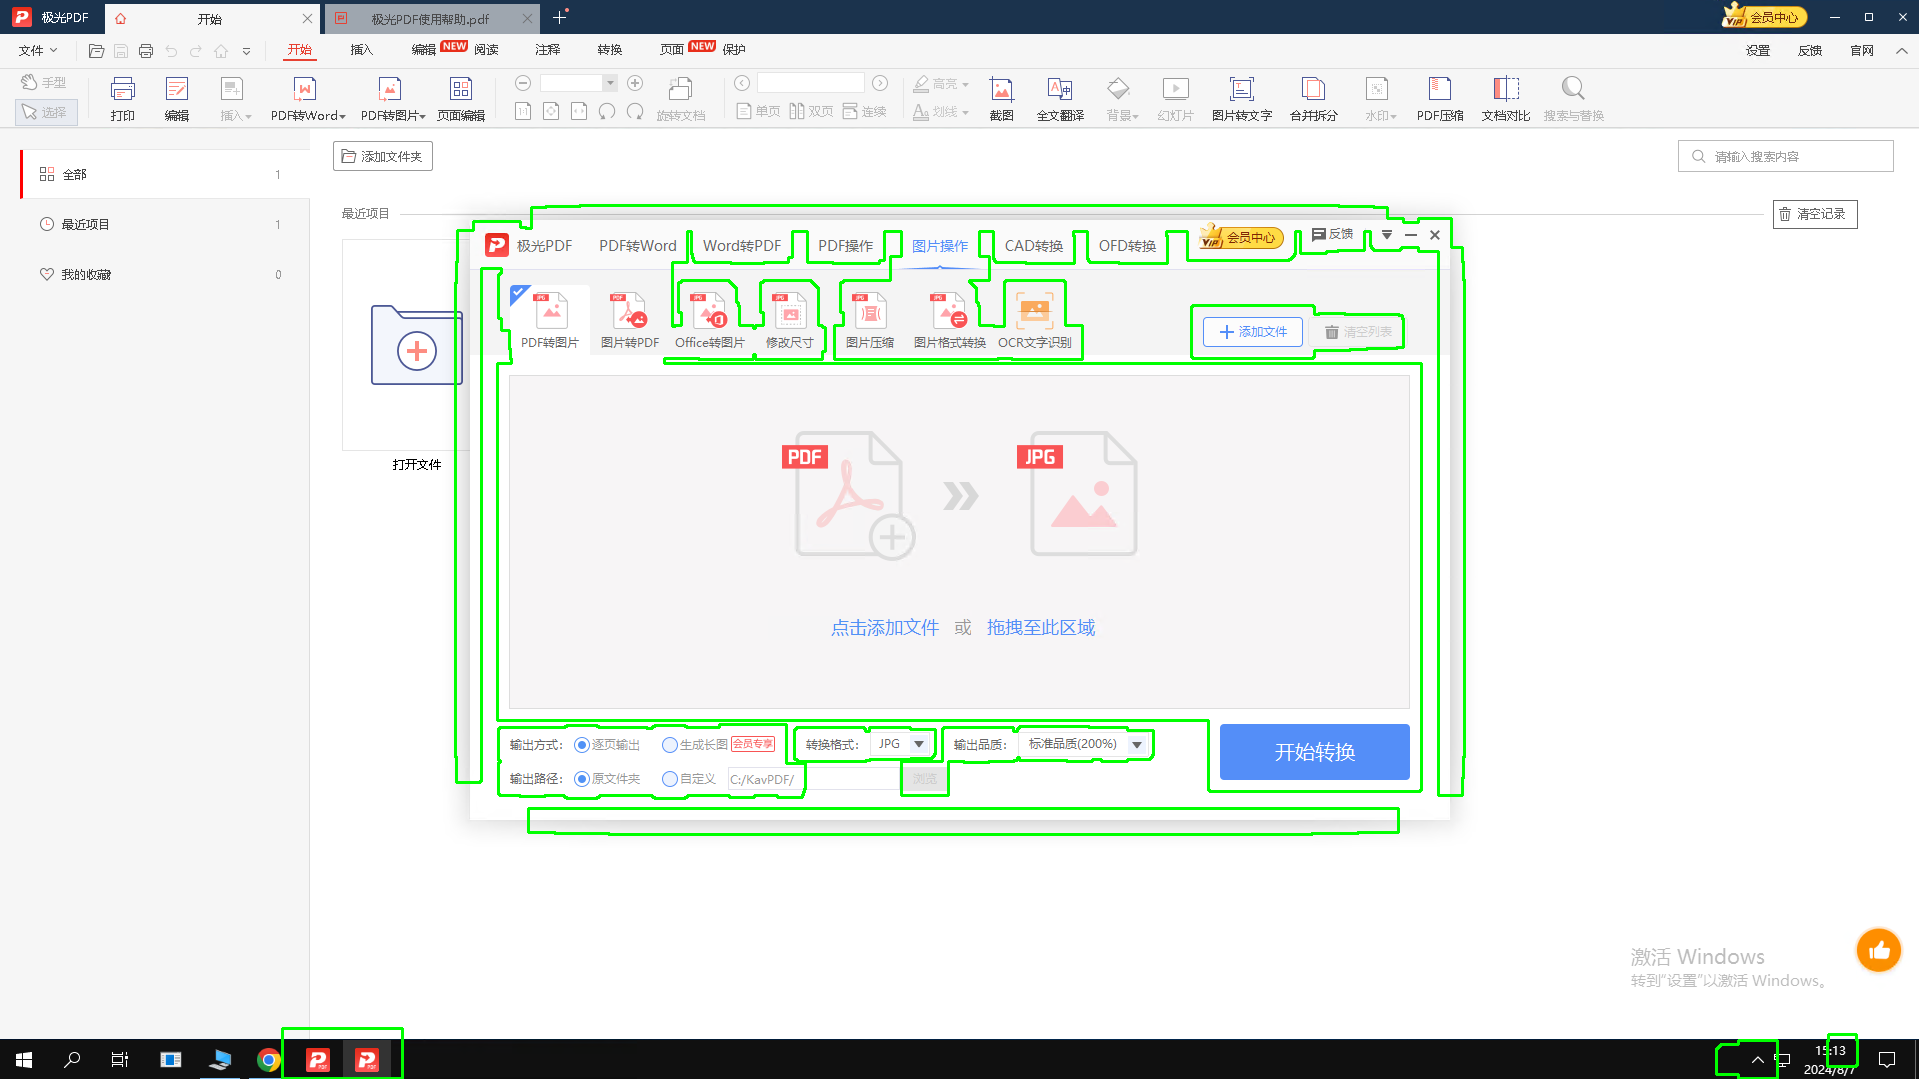 极光PDF 开始 极光PDF使用帮助.pdf VIP 会员中心
文件 开始 插入 编辑 NEW 阅读 注释 转换 页面 NEW 保护 设置 反馈 官网
手型 高亮
选择 单页 双页 连续 划线
打印 编辑 插入 PDF转Word PDF转图片 页面编辑 1:1 旋转文档 截图 全文翻译 背景 幻灯片 图片转文字 合并拆分 水印 PDF压缩 文档对比 搜索与替换
全部 1
最近项目 1
我的收藏 0
添加文件夹 请输入搜索内容
最近项目 清空记录
打开文件
极光PDF PDF转Word Word转PDF PDF操作 图片操作 CAD转换 OFD转换 VIP 会员中心 反馈
PDF转图片 图片转PDF Office转图片 修改尺寸 图片压缩 图片格式转换 OCR文字识别 添加文件 清空列表
PDF JPG
点击添加文件 或 拖拽至此区域
输出方式: 逐页输出 生成长图 会员专享 转换格式: JPG 输出品质: 标准品质(200%)
输出路径: 原文件夹 自定义 C:/KavPDF/ 浏览
开始转换
激活 Windows
转到“设置”以激活 Windows。
15:13
2024/8/7